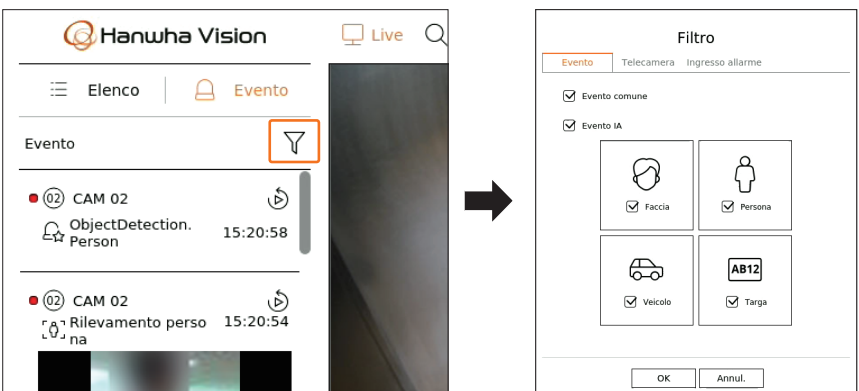 Hanwha Vision
Live
Elenco
Evento
Evento
02 CAM 02
ObjectDetection.
Person
15:20:58
02 CAM 02
Rilevamento perso
na
15:20:54
Filtro
Evento Telecamera Ingresso allarme
Evento comune
Evento IA
Faccia
Persona
AB12
Veicolo
Targa
OK
Annul.